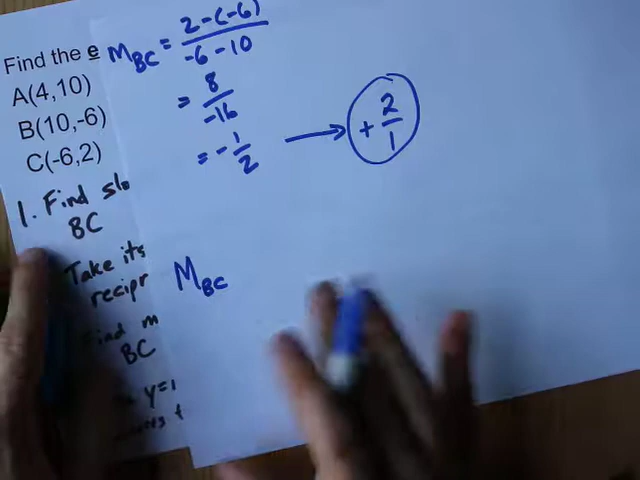 Find the e
A(4,10)
B(10,-6)
C(-6,2)
1. Find slo
BC
Take its
recipr
BC
y=
M_BC = 2-(-6) / -6-10
= 8/-16
= -1/2 → +2/1
M_BC